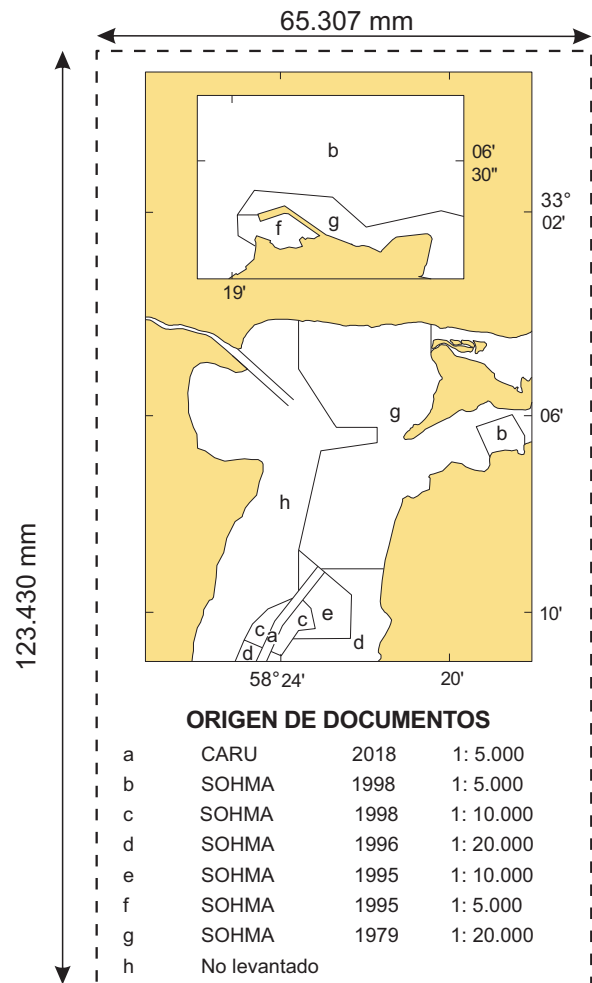 65.307 mm
123.430 mm
b
06'
30"
g
f
19'
33°
02'
g
06'
b
h
e
c
c
a
d
d
10'
58° 24'
20'
ORIGEN DE DOCUMENTOS
a CARU 2018 1: 5.000
b SOHMA 1998 1: 5.000
c SOHMA 1998 1: 10.000
d SOHMA 1996 1: 20.000
e SOHMA 1995 1: 10.000
f SOHMA 1995 1: 5.000
g SOHMA 1979 1: 20.000
h No levantado